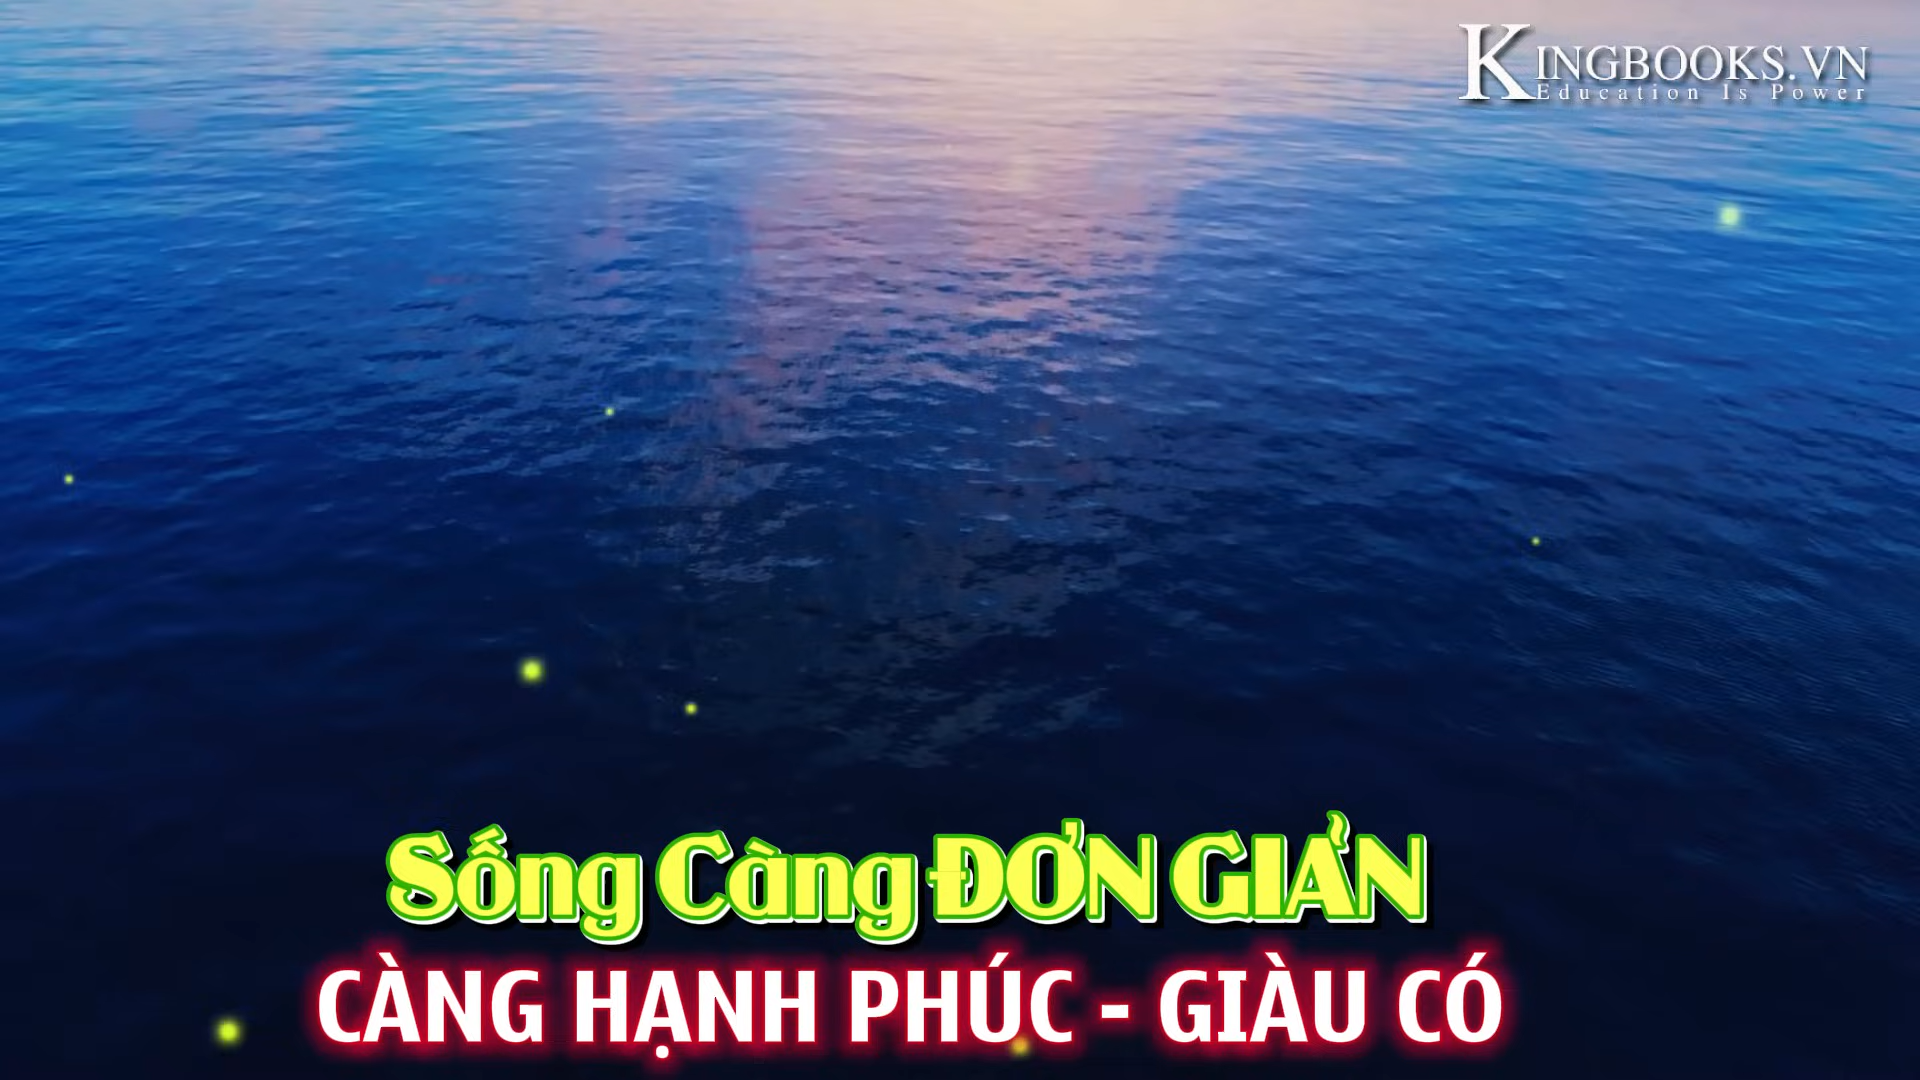 KINGBOOKS.VN
Education Is Power
Sống Càng ĐƠN GIẢN
CÀNG HẠNH PHÚC - GIÀU CÓ